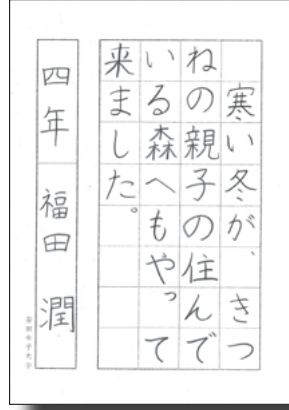 寒い冬が、きつ
ねの親子の住んで
いる森へもやって
来ました。
四年 福田 潤